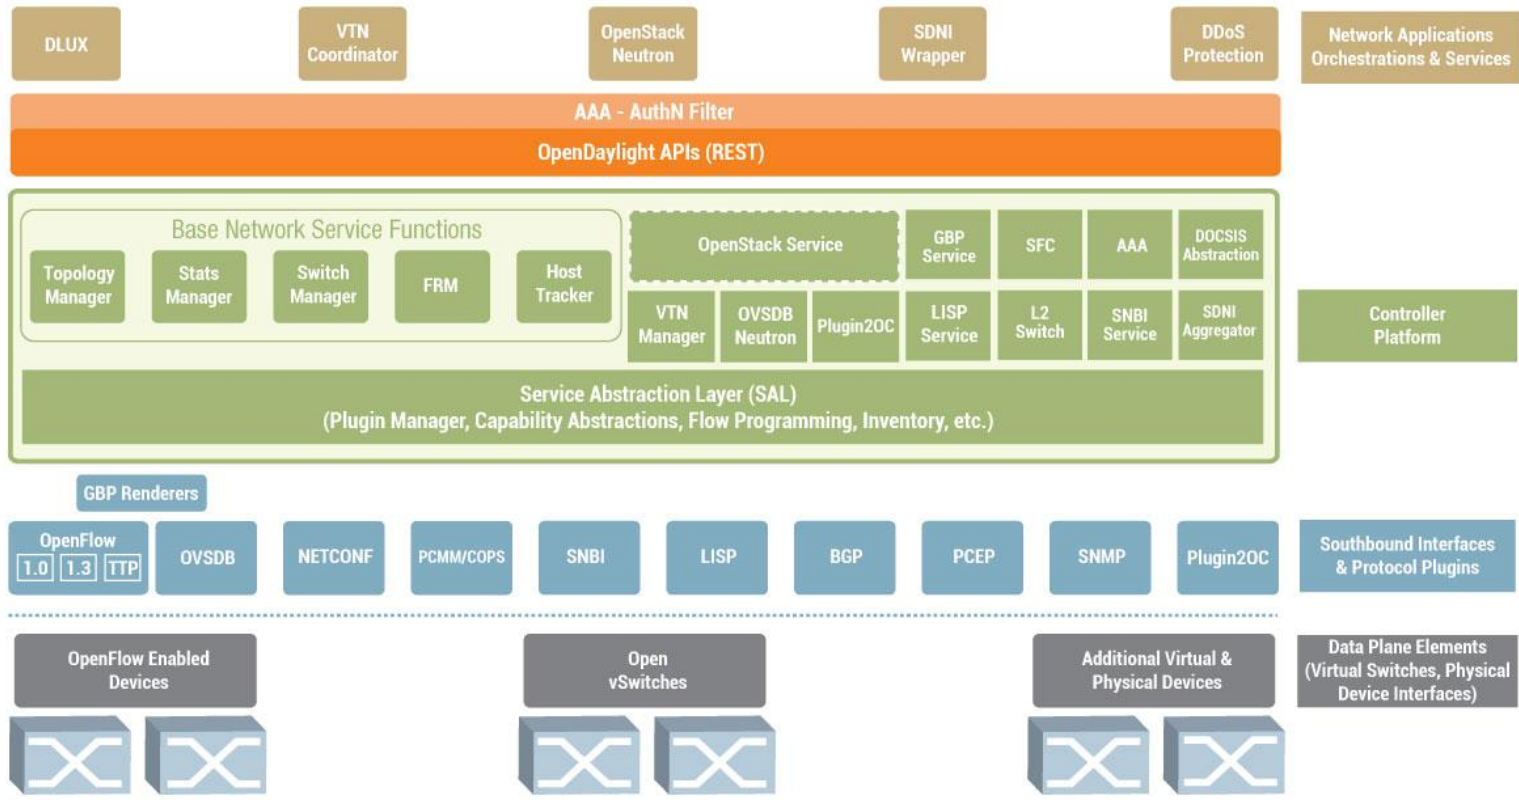 DLUX
VTN
Coordinator
OpenStack
Neutron
SDNI
Wrapper
DDoS
Protection
Network Applications
Orchestrations & Services
AAA - AuthN Filter
OpenDaylight APIs (REST)
Base Network Service Functions
Topology
Manager
Stats
Manager
Switch
Manager
FRM
Host
Tracker
OpenStack Service
GBP
Service
SFC
AAA
DOCSIS
Abstraction
VTN
Manager
OVSDB
Neutron
Plugin2OC
LISP
Service
L2
Switch
SNBI
Service
SDNI
Aggregator
Controller
Platform
Service Abstraction Layer (SAL)
(Plugin Manager, Capability Abstractions, Flow Programming, Inventory, etc.)
GBP Renderers
OpenFlow
1.0 1.3 TTP
OVSDB
NETCONF
PCMM/COPS
SNBI
LISP
BGP
PCEP
SNMP
Plugin2OC
Southbound Interfaces
& Protocol Plugins
OpenFlow Enabled
Devices
Open
vSwitches
Additional Virtual &
Physical Devices
Data Plane Elements
(Virtual Switches, Physical
Device Interfaces)